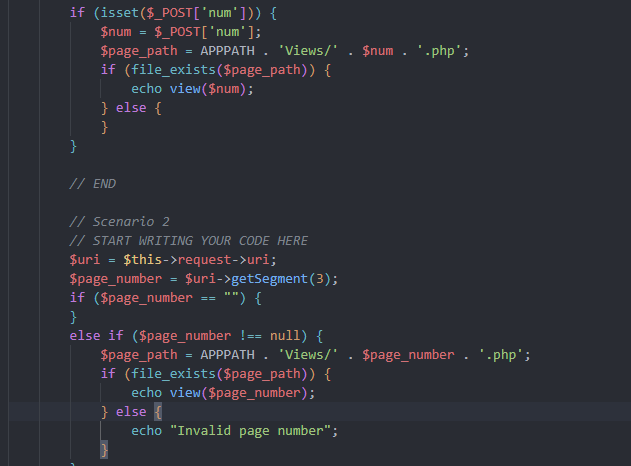 if (isset($_POST['num'])) {
$num = $_POST['num'];
$page_path = APPPATH . 'Views/' . $num . '.php';
if (file_exists($page_path)) {
echo view($num);
} else {
}
}
// END
// Scenario 2
// START WRITING YOUR CODE HERE
$uri = $this->request->uri;
$page_number = $uri->getSegment(3);
if ($page_number == "") {
}
else if ($page_number !== null) {
$page_path = APPPATH . 'Views/' . $page_number . '.php';
if (file_exists($page_path)) {
echo view($page_number);
} else {
echo "Invalid page number";
}
}